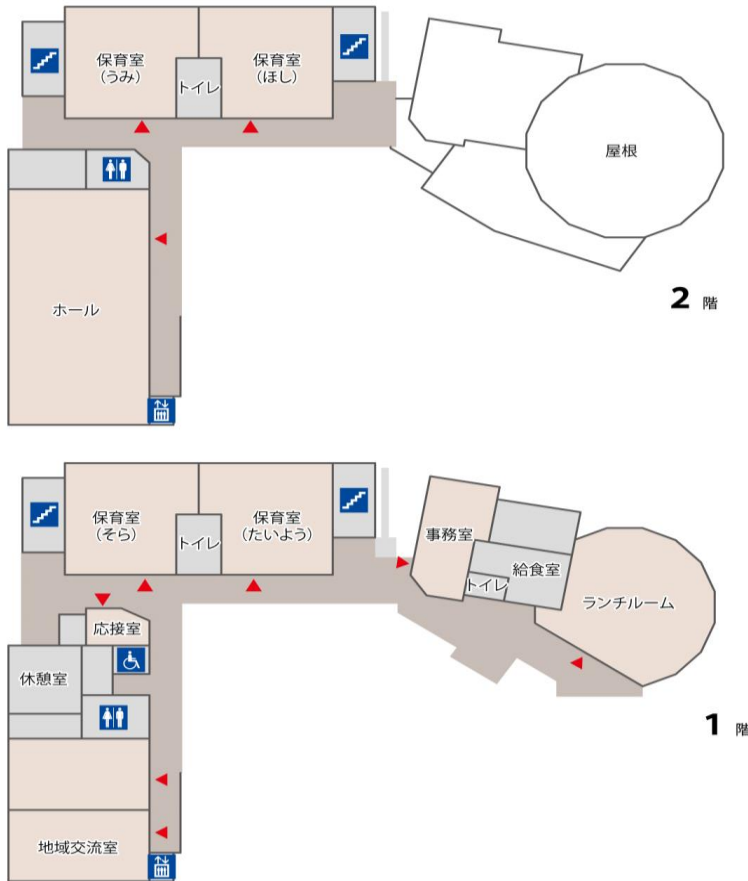 保育室
(うみ)
トイレ
保育室
(ほし)
屋根
ホール
2 階
保育室
(そら)
トイレ
保育室
(たいよう)
事務室
給食室
トイレ
ランチルーム
応接室
休憩室
1 階
地域交流室